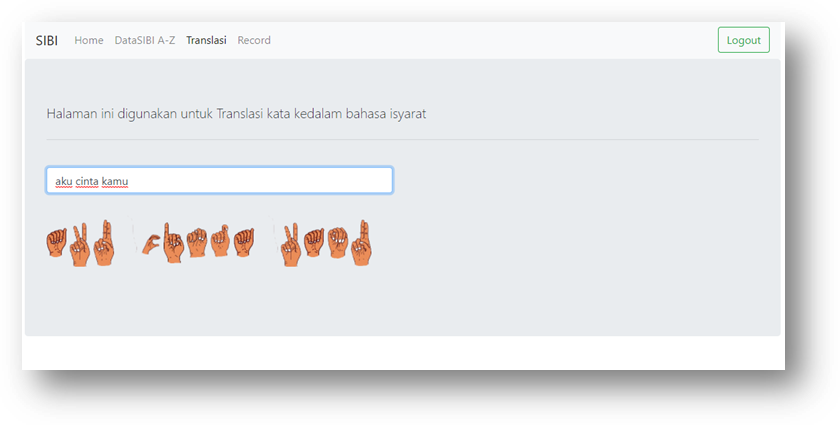 SIBI Home DataSIBI A-Z Translasi Record Logout
Halaman ini digunakan untuk Translasi kata kedalam bahasa isyarat
aku cinta kamu